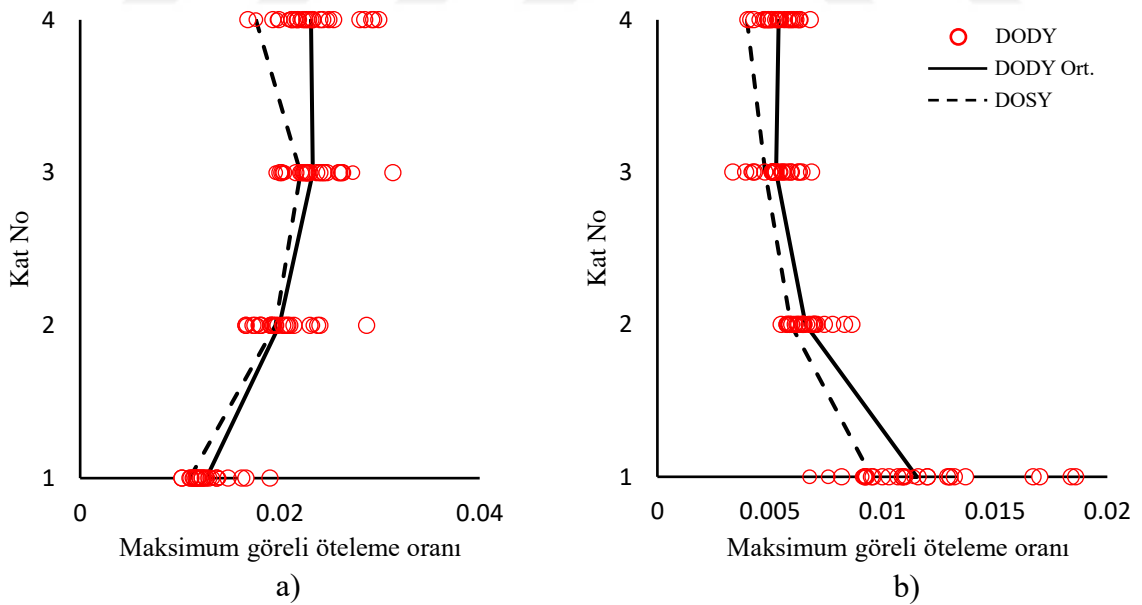 4
3
2
1
0
0.02
0.04
Kat No
Maksimum göreli öteleme oranı
a)
DODY
DODY Ort.
DOSY
4
3
2
1
0
0.005
0.01
0.015
0.02
Kat No
Maksimum göreli öteleme oranı
b)